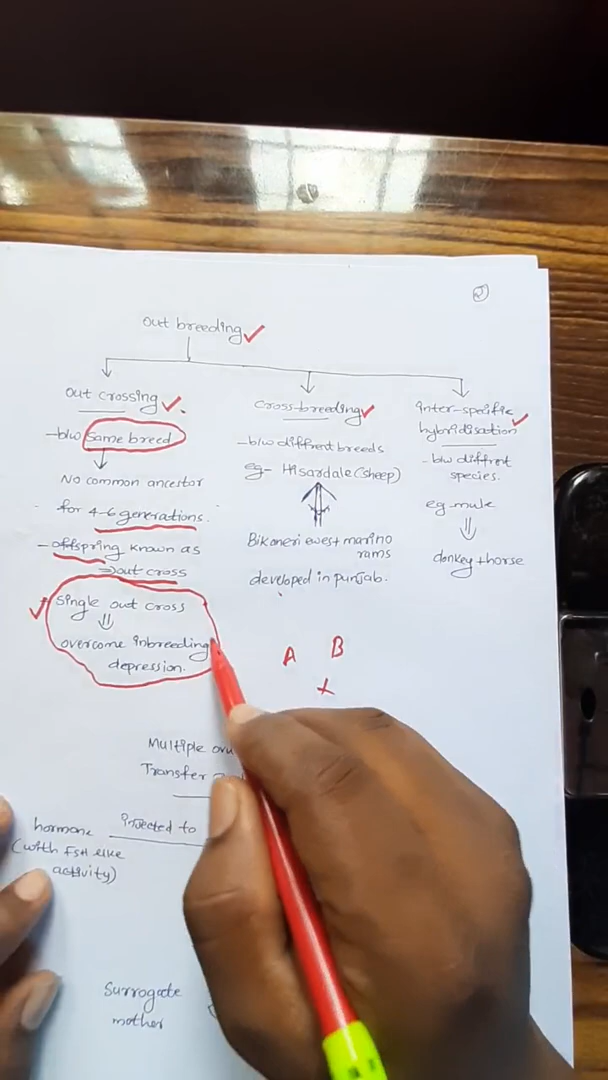 out breeding
out crossing
-b/w same breed
No common ancestor
for 4-6 generations.
-offspring known as
⇒out cross
single out cross
⇓
overcome inbreeding
depression.
cross-breeding
-b/w diffrent breeds
eg- Hisardale(sheep)
Bikaneri ewes+marino
rams
developed in punjab.
inter-specific
hybridisation
-b/w diffrnt
species.
eg-mule
⇓
donkey+horse
A B
x
Multiple
Transfer
hormone injected to
(with FSH like
activity)
Surrogate
mother